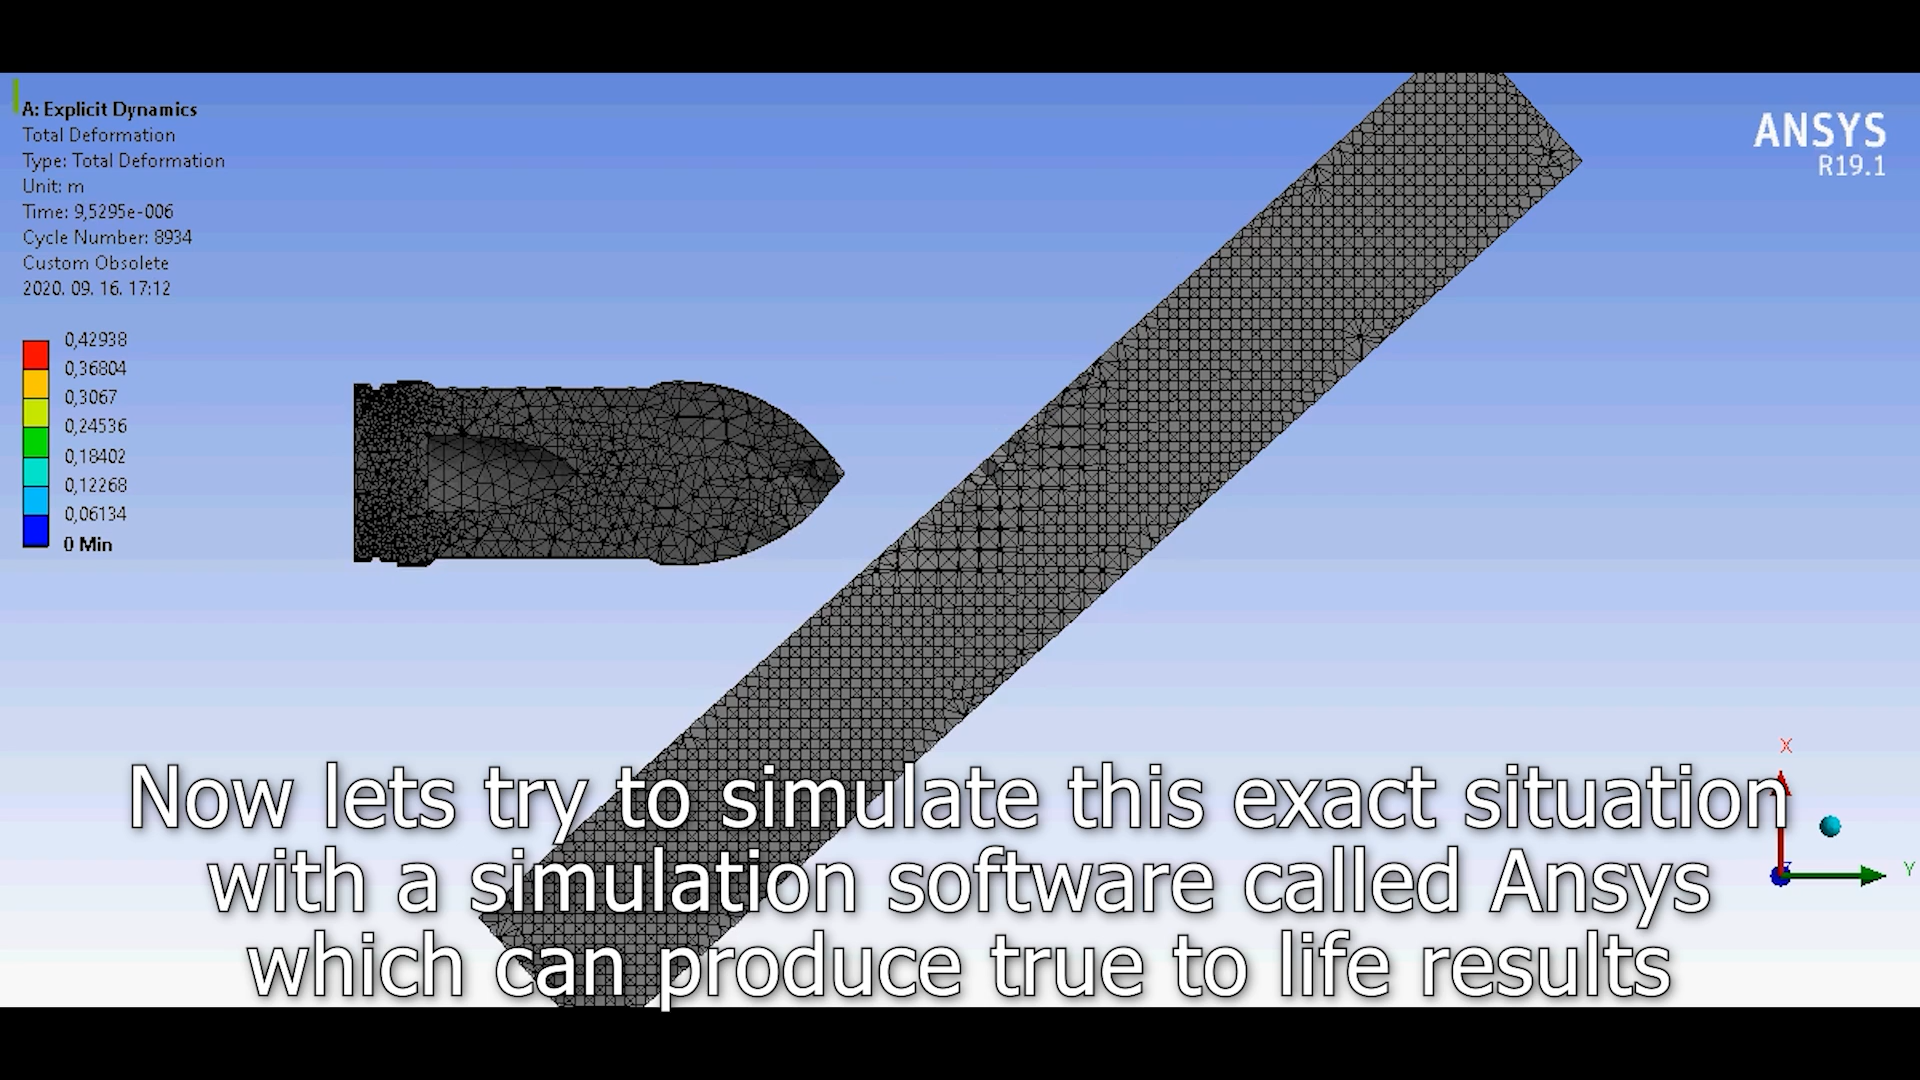 A: Explicit Dynamics
Total Deformation
Type: Total Deformation
Unit: m
Time: 9,5295e-006
Cycle Number: 8934
Custom Obsolete
2020. 09. 16. 17:12
0,42938
0,36804
0,3067
0,24536
0,18402
0,12268
0,06134
0 Min
ANSYS
R19.1
X
Y
Z
Now lets try to simulate this exact situation
with a simulation software called Ansys
which can produce true to life results